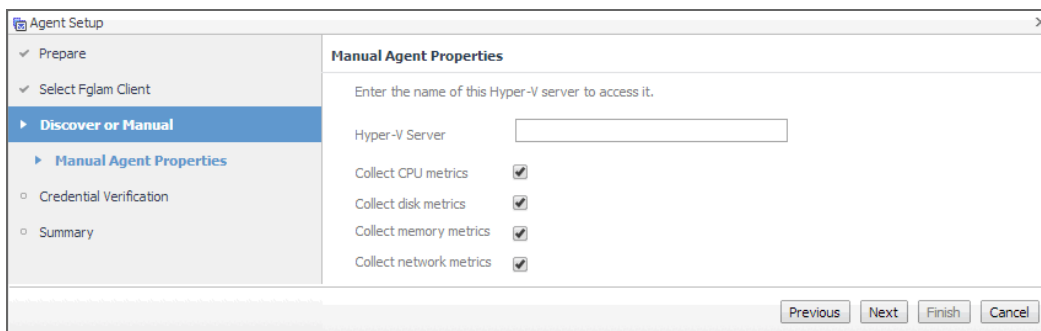 Agent Setup
Prepare
Select Fglam Client
Discover or Manual
Manual Agent Properties
Credential Verification
Summary
Manual Agent Properties
Enter the name of this Hyper-V server to access it.
Hyper-V Server
Collect CPU metrics
Collect disk metrics
Collect memory metrics
Collect network metrics
Previous Next Finish Cancel